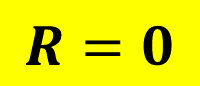 R = 0